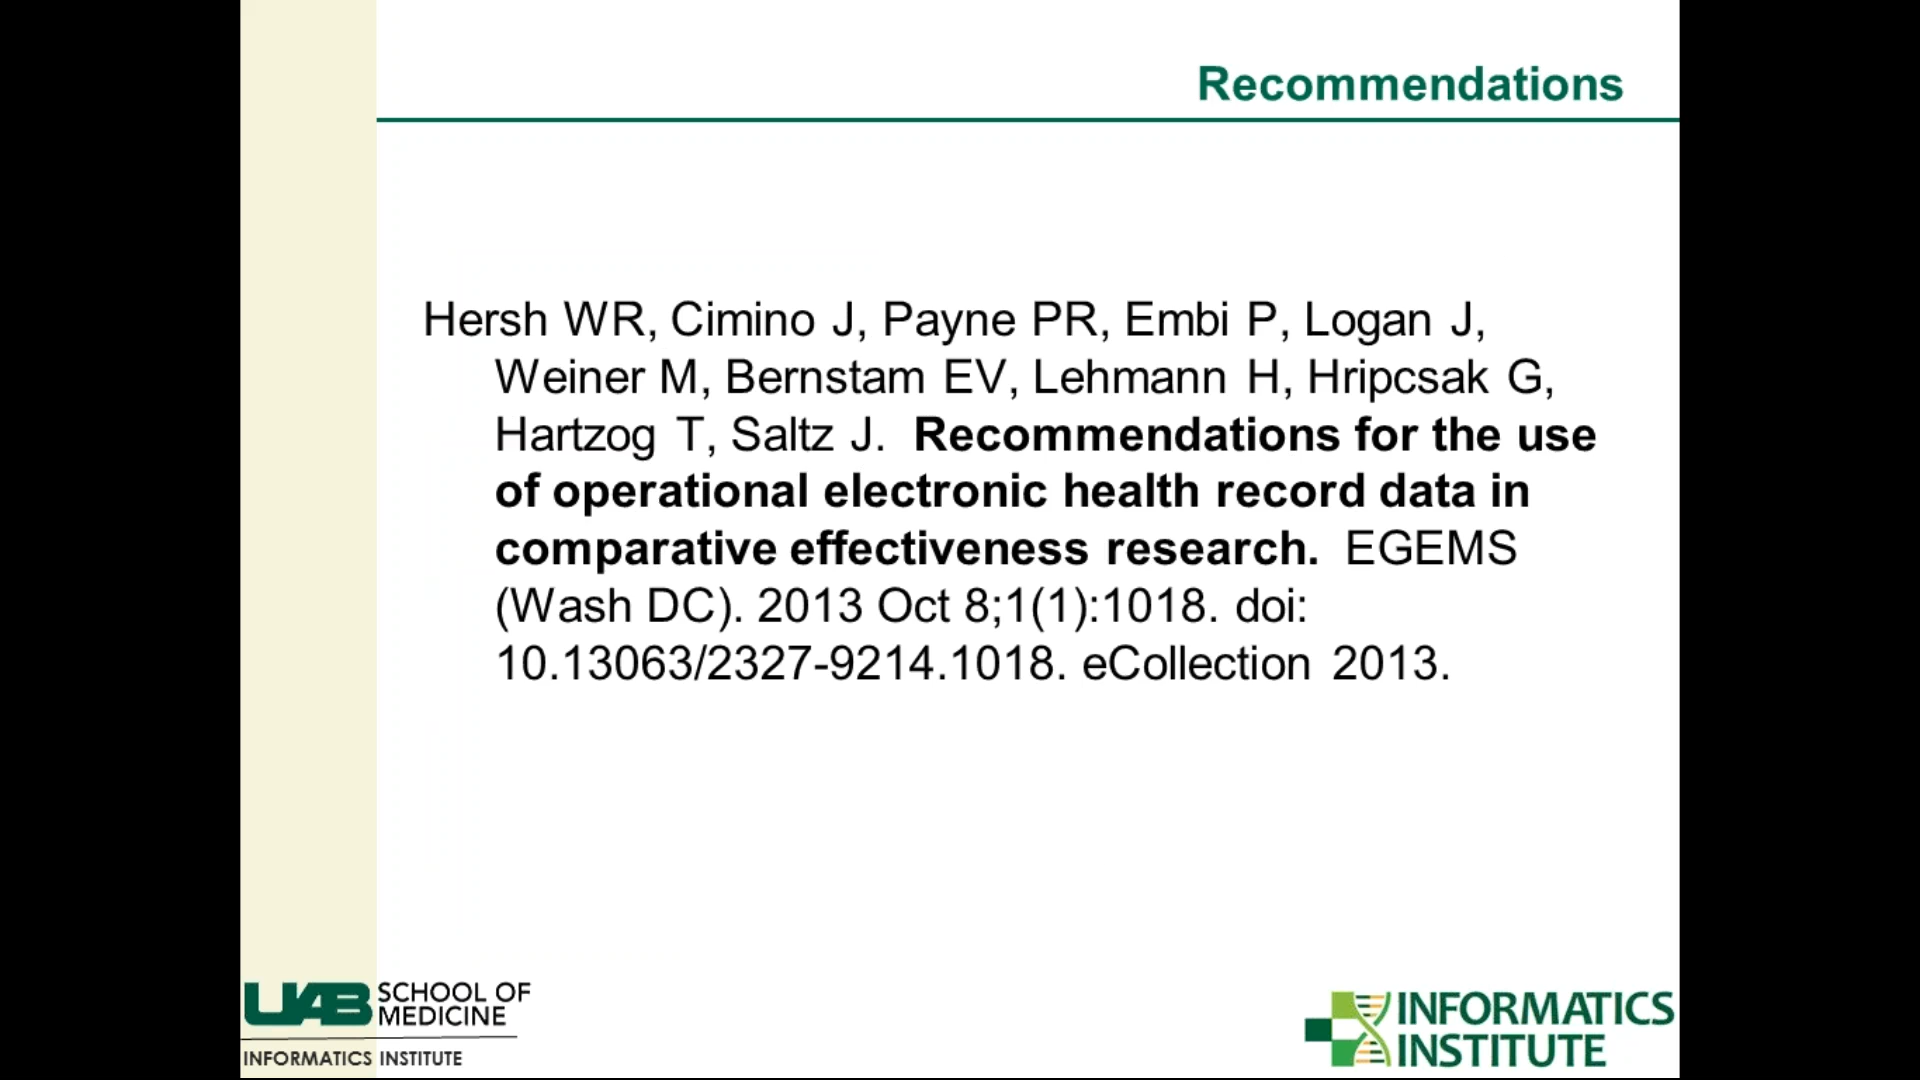 Recommendations
Hersh WR, Cimino J, Payne PR, Embi P, Logan J,
Weiner M, Bernstam EV, Lehmann H, Hripcsak G,
Hartzog T, Saltz J. Recommendations for the use
of operational electronic health record data in
comparative effectiveness research. EGEMS
(Wash DC). 2013 Oct 8;1(1):1018. doi:
10.13063/2327-9214.1018. eCollection 2013.
UAB SCHOOL OF
MEDICINE
INFORMATICS INSTITUTE
INFORMATICS
INSTITUTE